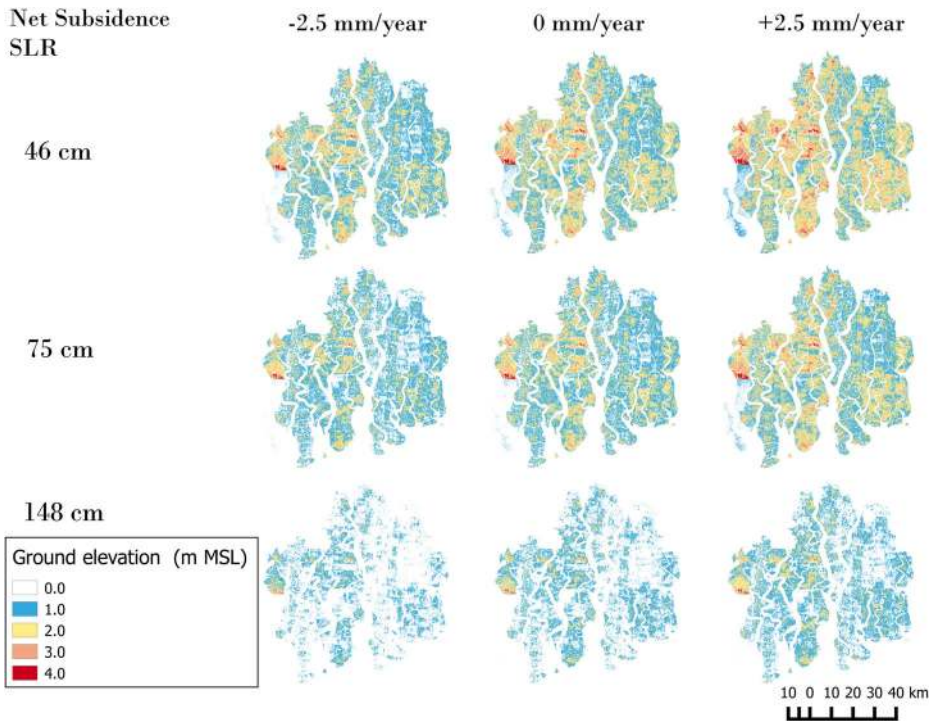 Net Subsidence
SLR
-2.5 mm/year
0 mm/year
+2.5 mm/year
46 cm
75 cm
148 cm
Ground elevation (m MSL)
0.0
1.0
2.0
3.0
4.0
10 0 10 20 30 40 km